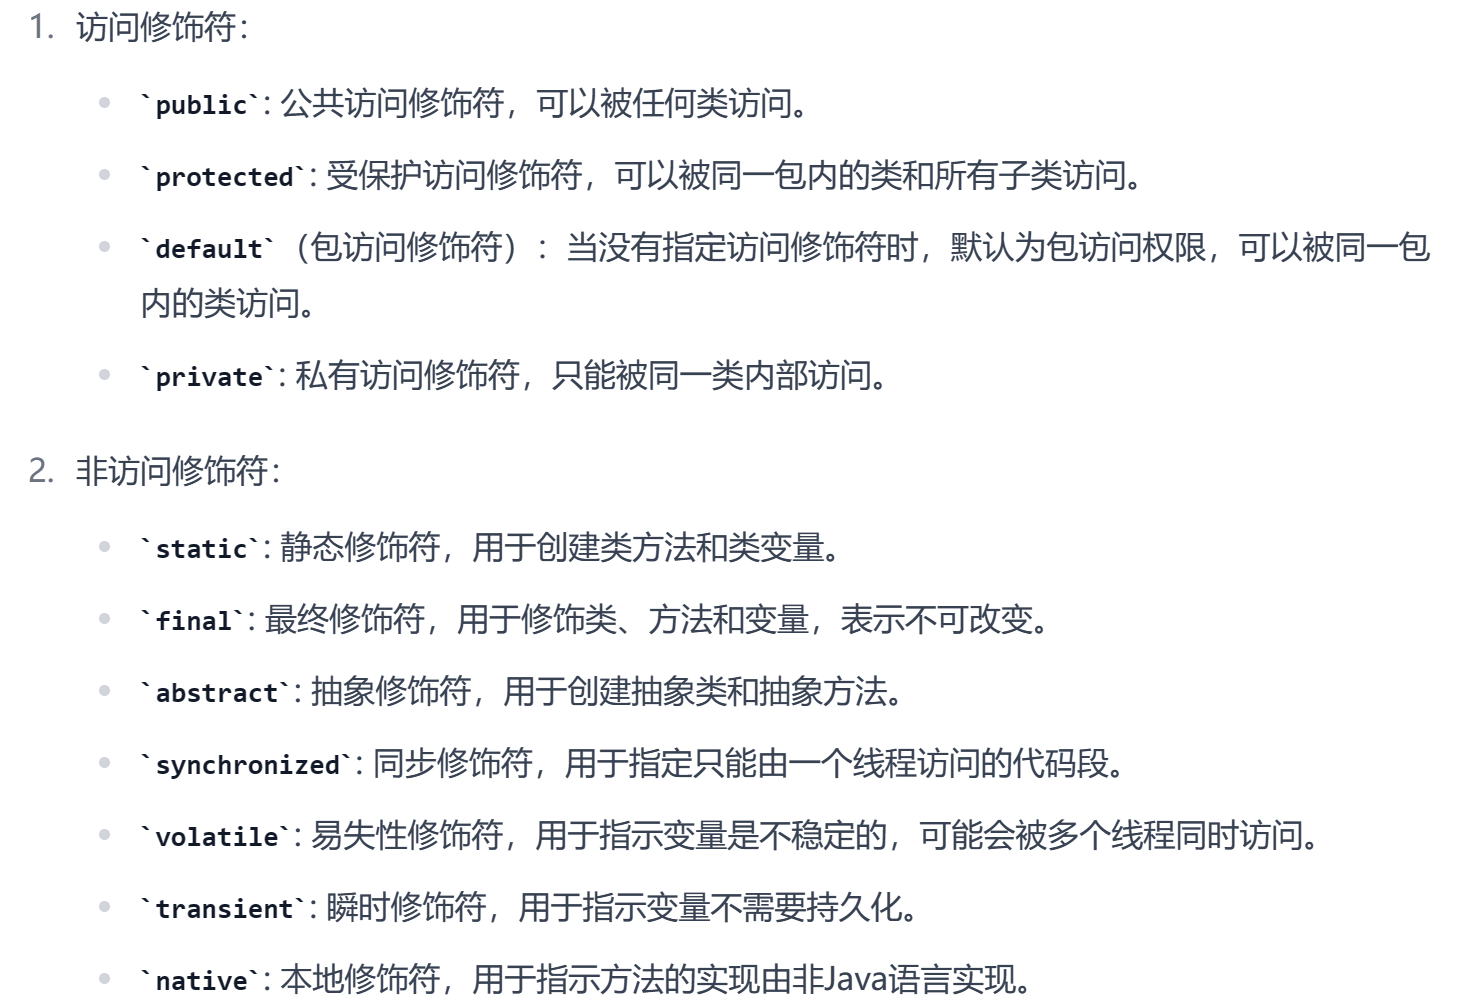 1. 访问修饰符：
`public`: 公共访问修饰符，可以被任何类访问。
`protected`: 受保护访问修饰符，可以被同一包内的类和所有子类访问。
`default`（包访问修饰符）：当没有指定访问修饰符时，默认为包访问权限，可以被同一包
内的类访问。
`private`: 私有访问修饰符，只能被同一类内部访问。
2. 非访问修饰符：
`static`: 静态修饰符，用于创建类方法和类变量。
`final`: 最终修饰符，用于修饰类、方法和变量，表示不可改变。
`abstract`: 抽象修饰符，用于创建抽象类和抽象方法。
`synchronized`: 同步修饰符，用于指定只能由一个线程访问的代码段。
`volatile`: 易失性修饰符，用于指示变量是不稳定的，可能会被多个线程同时访问。
`transient`: 瞬时修饰符，用于指示变量不需要持久化。
`native`: 本地修饰符，用于指示方法的实现由非Java语言实现。